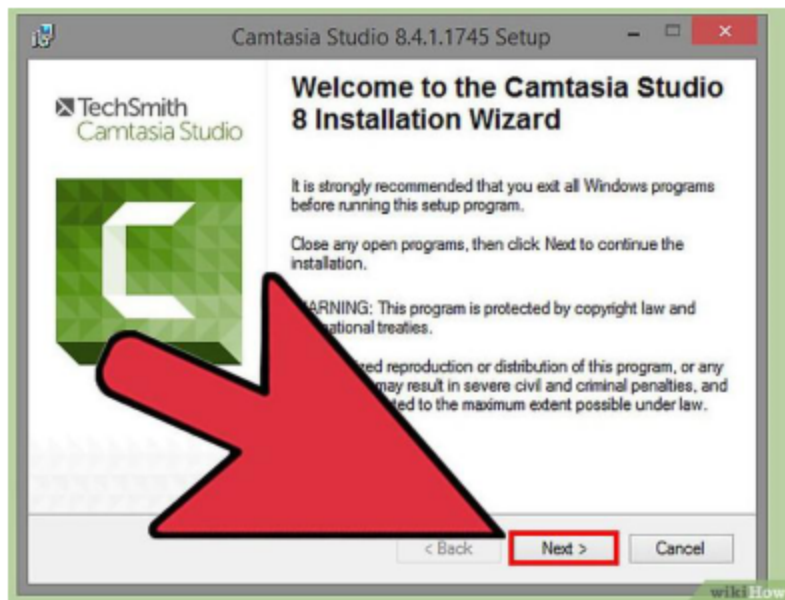 Camtasia Studio 8.4.1.1745 Setup
TechSmith
Camtasia Studio
Welcome to the Camtasia Studio
8 Installation Wizard
It is strongly recommended that you exit all Windows programs
before running this setup program.
Close any open programs, then click Next to continue the
installation.
This program is protected by copyright law and
treaties.
reproduction or distribution of this program, or any
may result in severe civil and criminal penalties, and
to the maximum extent possible under law.
< Back
Next >
Cancel
wikiHow